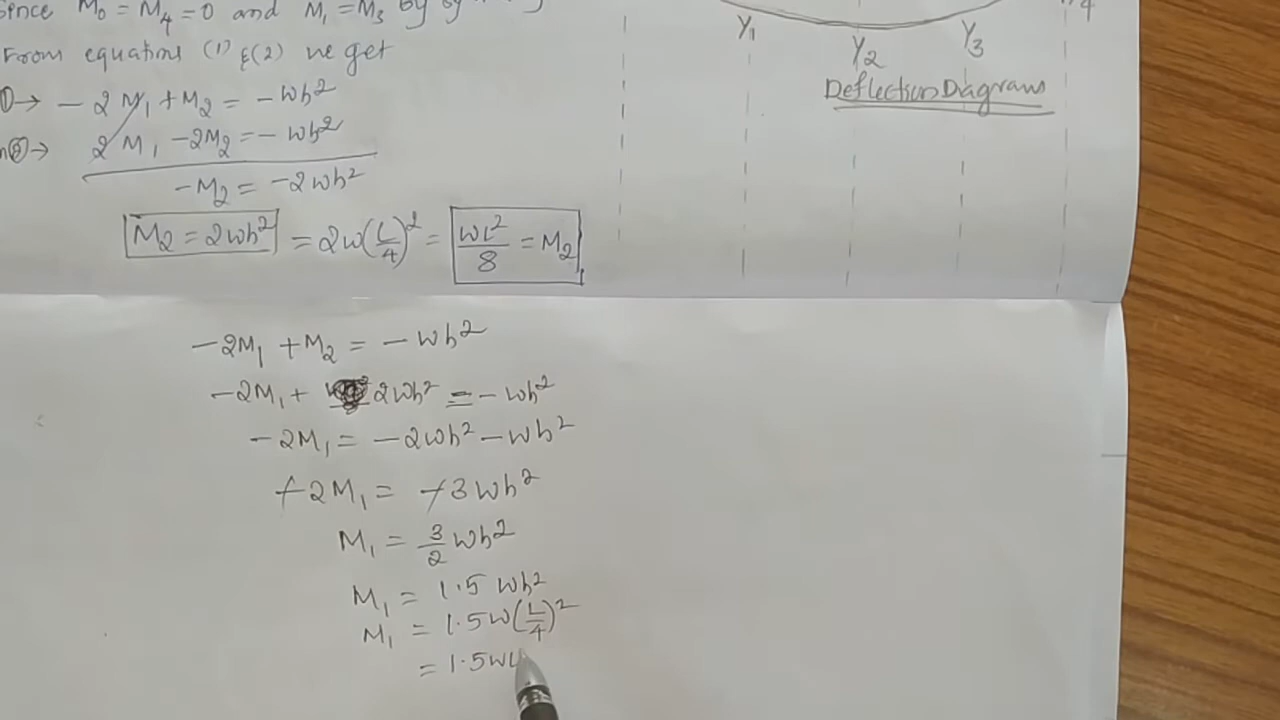 Since M₀ = M₄ = 0 and M₁ = M₃ by
From equations (1) & (2) we get
①→ - 2M₁ + M₂ = - wh²
②→ 2M₁ - 2M₂ = - wh²
-M₂ = -2wh²
M₂ = 2wh² = 2w(L/4)² = wL²/8 = M₂
-2M₁ + M₂ = - wh²
-2M₁ + 2wh² = - wh²
-2M₁ = -2wh² - wh²
-2M₁ = -3wh²
M₁ = 3/2 wh²
M₁ = 1.5 wh²
M₁ = 1.5w(L/4)²
= 1.5wL
Y₁
Y₂
Y₃
4
Deflection Diagrams